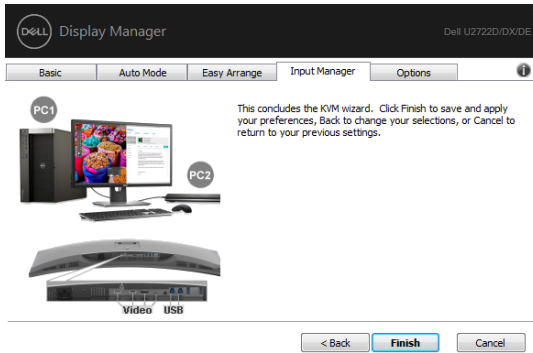 DELL Display Manager
Dell U2722D/DX/DE
Basic
Auto Mode
Easy Arrange
Input Manager
Options
PC1
PC2
This concludes the KVM wizard. Click Finish to save and apply
your preferences, Back to change your selections, or Cancel to
return to your previous settings.
Video USB
< Back
Finish
Cancel